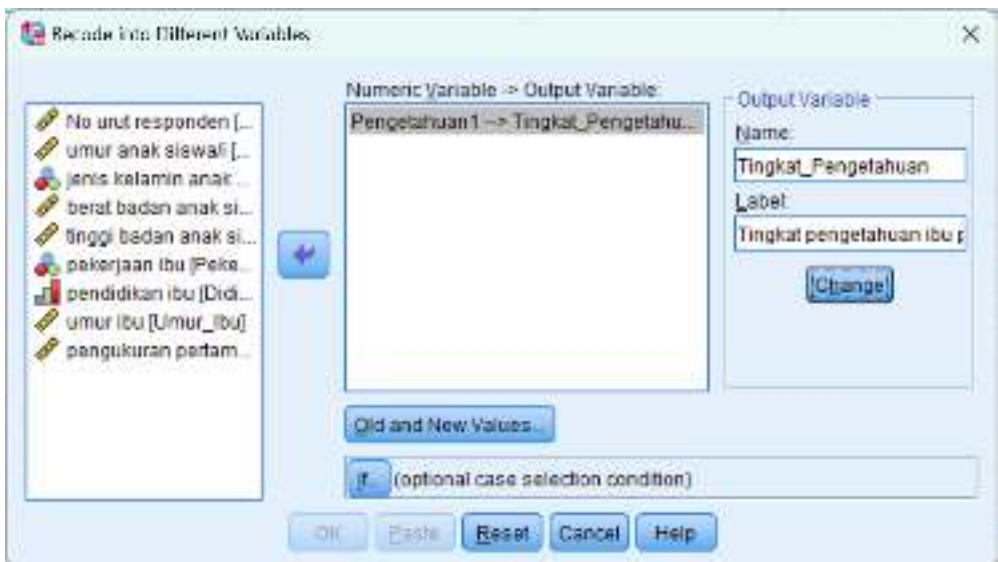 Recode into Different Variables
No urut responden [...
umur anak siswa/i [...
jenis kelamin anak ...
berat badan anak si...
tinggi badan anak si...
pekerjaan ibu [Peke...
pendidikan ibu [Didi...
umur ibu [Umur_Ibu]
pengukuran pertam...
Numeric Variable -> Output Variable:
Pengetahuan1 --> Tingkat_Pengetahu...
Old and New Values...
If... (optional case selection condition)
Output Variable
Name:
Tingkat_Pengetahuan
Label:
Tingkat pengetahuan ibu p
Change
OK Paste Reset Cancel Help